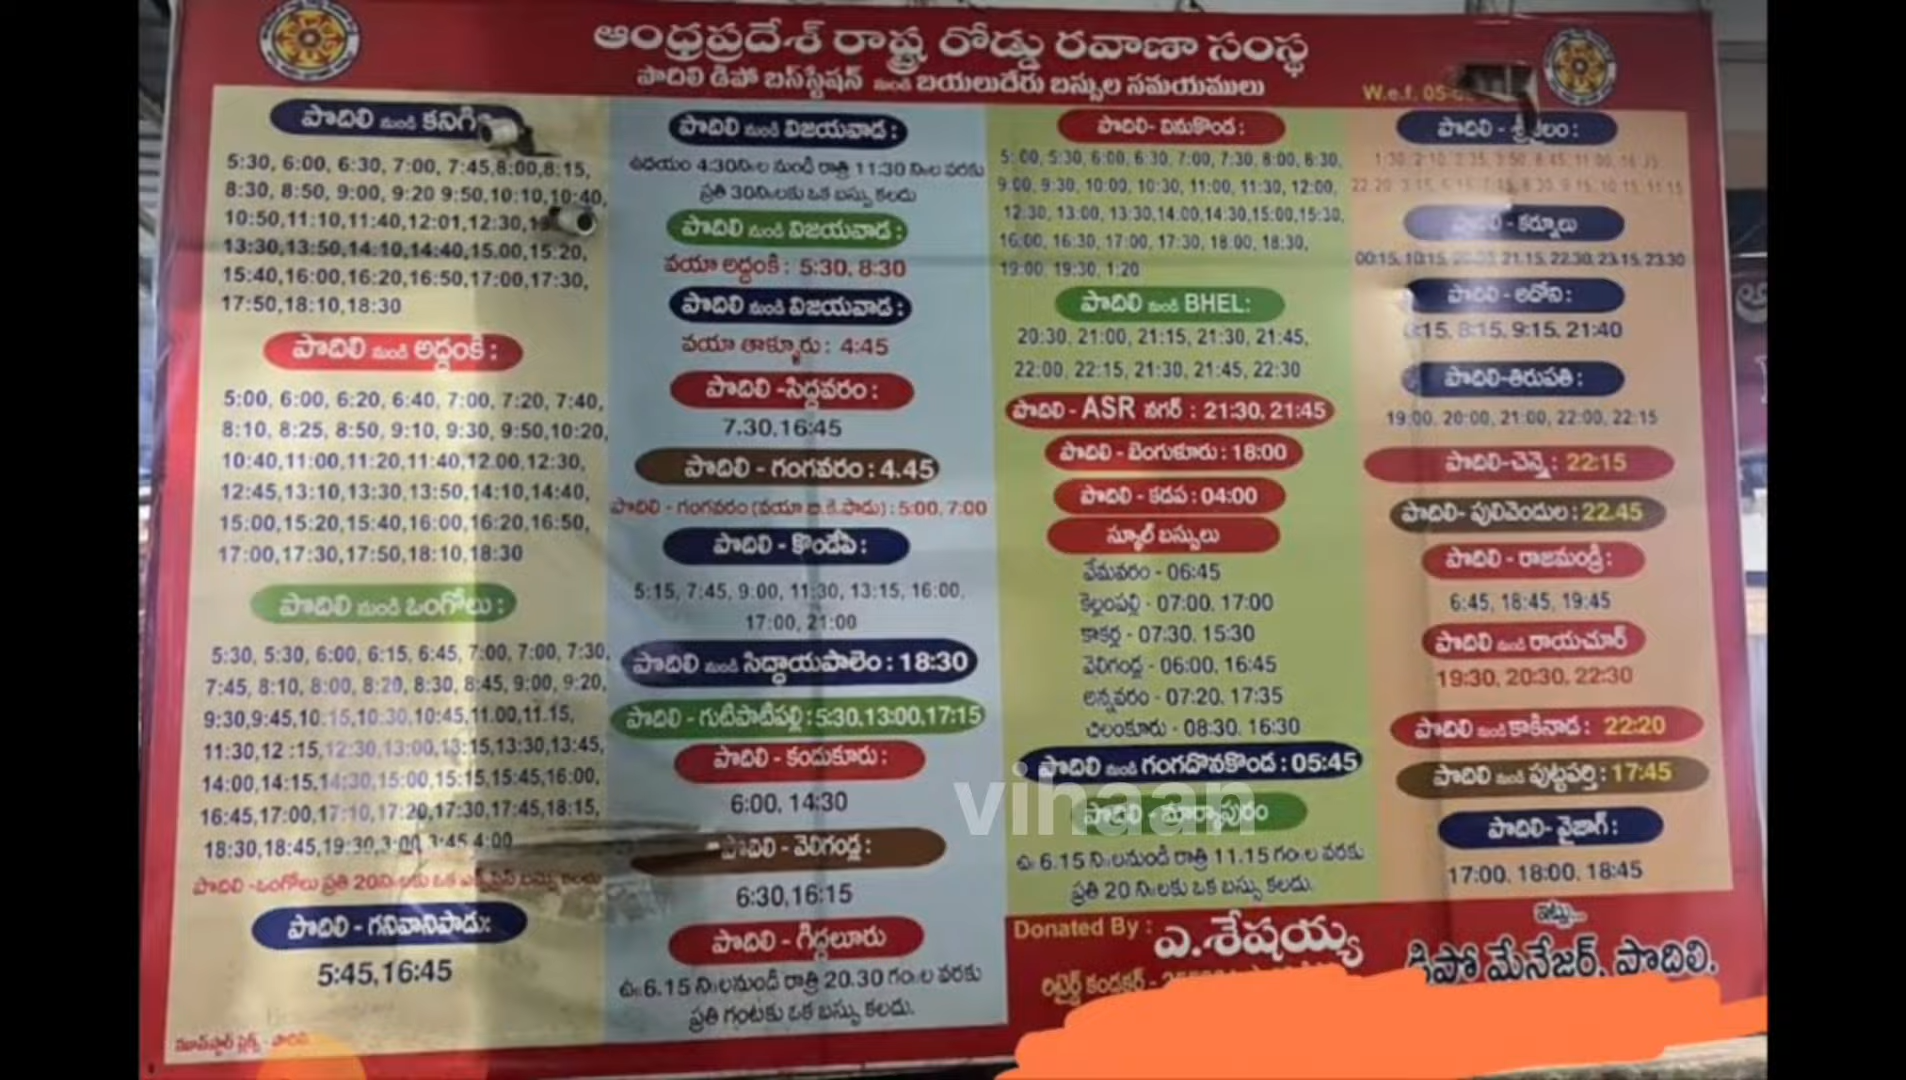 ఆంధ్రప్రదేశ్ రాష్ట్ర రోడ్డు రవాణా సంస్థ
పొదిలి డిపో బస్‌స్టేషన్ నుండి బయలుదేరు బస్సుల సమయములు
W.e.f. 05-
పొదిలి నుండి కనిగి
5:30, 6:00, 6:30, 7:00, 7:45,8:00,8:15,
8:30, 8:50, 9:00, 9:20 9:50,10:10,10:40,
10:50,11:10,11:40,12:01,12:30,
13:30,13:50,14:10,14:40,15.00,15:20,
15:40,16:00,16:20,16:50,17:00,17:30,
17:50,18:10,18:30
పొదిలి నుండి అద్దంకి :
5:00, 6:00, 6:20, 6:40, 7:00, 7:20, 7:40,
8:10, 8:25, 8:50, 9:10, 9:30, 9:50,10:20,
10:40,11:00,11:20,11:40,12.00,12:30,
12:45,13:10,13:30,13:50,14:10,14:40,
15:00,15:20,15:40,16:00,16:20,16:50,
17:00,17:30,17:50,18:10,18:30
పొదిలి నుండి ఒంగోలు :
5:30, 5:30, 6:00, 6:15, 6:45, 7:00, 7:00, 7:30,
7:45, 8:10, 8:00, 8:20, 8:30, 8:45, 9:00, 9:20,
9:30,9:45,10:15,10:30,10:45,11.00,11.15,
11:30,12 :15,12:30,13:00,13:15,13:30,13:45,
14:00,14:15,14:30,15:00,15:15,15:45,16:00,
16:45,17:00,17:10,17:20,17:30,17:45,18:15,
18:30,18:45,19:30,3:00, 3:45 4:00
పొదిలి -ఒంగోలు ప్రతి 20ని॥లకు ఒక ఎక్స్‌ప్రెస్ బస్సు కలదు
పొదిలి - గనివానిపాడు:
5:45,16:45
పొదిలి నుండి విజయవాడ :
ఉదయం 4:30ని॥ల నుండి రాత్రి 11:30 ని॥ల వరకు
ప్రతి 30ని॥లకు ఒక బస్సు కలదు
పొదిలి నుండి విజయవాడ :
వయా అద్దంకి : 5:30, 8:30
పొదిలి నుండి విజయవాడ :
వయా తాళ్ళూరు : 4:45
పొదిలి -సిద్ధవరం :
7.30,16:45
పొదిలి - గంగవరం : 4.45
పొదిలి - గంగవరం (వయా బి.కె.పాడు) : 5:00, 7:00
పొదిలి - కొండేపి :
5:15, 7:45, 9:00, 11:30, 13:15, 16:00,
17:00, 21:00
పొదిలి నుండి సిద్ధాయపాలెం : 18:30
పొదిలి - గుటిపాటిపల్లి : 5:30,13:00,17:15
పొదిలి - కందుకూరు :
6:00, 14:30
పొదిలి - వెలిగండ్ల :
6:30,16:15
పొదిలి - గిద్దలూరు
ఉ॥6.15 ని॥లనుండి రాత్రి 20.30 గం॥ల వరకు
ప్రతి గంటకు ఒక బస్సు కలదు.
పొదిలి- వినుకొండ :
5: 00, 5:30, 6:00, 6:30, 7:00, 7:30, 8:00, 8:30,
9:00, 9:30, 10:00, 10:30, 11:00, 11:30, 12:00,
12:30, 13:00, 13:30,14:00,14:30,15:00,15:30,
16:00, 16:30, 17:00, 17:30, 18:00, 18:30,
19:00, 19:30, 1:20
పొదిలి నుండి BHEL:
20:30, 21:00, 21:15, 21:30, 21:45,
22:00, 22:15, 21:30, 21:45, 22:30
పొదిలి - ASR నగర్ : 21:30, 21:45
పొదిలి - బెంగుళూరు : 18:00
పొదిలి - కడప : 04:00
స్కూల్ బస్సులు
వేమవరం - 06:45
కెల్లంపల్లి - 07:00, 17:00
కాకర్ల - 07:30, 15:30
వెలిగండ్ల - 06:00, 16:45
అన్నవరం - 07:20, 17:35
చిలంకూరు - 08:30, 16:30
పొదిలి నుండి గంగదొనకొండ : 05:45
పొదిలి - మార్కాపురం
ఉ॥ 6.15 ని॥లనుండి రాత్రి 11.15 గం॥ల వరకు
ప్రతి 20 ని॥లకు ఒక బస్సు కలదు.
పొదిలి - శ్రీశైలం :
పొదిలి - కర్నూలు
00:15, 10:15, 21.15, 22:30, 23.15, 23.30
పొదిలి - అదోని :
8:15, 9:15, 21:40
పొదిలి-తిరుపతి :
19:00, 20:00, 21:00, 22:00, 22:15
పొదిలి-చెన్నై : 22:15
పొదిలి- పులివెందుల : 22.45
పొదిలి - రాజమండ్రి :
6:45, 18:45, 19:45
పొదిలి నుండి రాయచూర్
19:30, 20:30, 22:30
పొదిలి నుండి కాకినాడ : 22:20
పొదిలి నుండి పుట్టపర్తి : 17:45
పొదిలి- వైజాగ్ :
17:00, 18:00, 18:45
Donated By :
ఎ.శేషయ్య
రిటైర్డ్ కండక్టర్ -
ఇట్లు...
డిపో మేనేజర్, పొదిలి.
vihaan